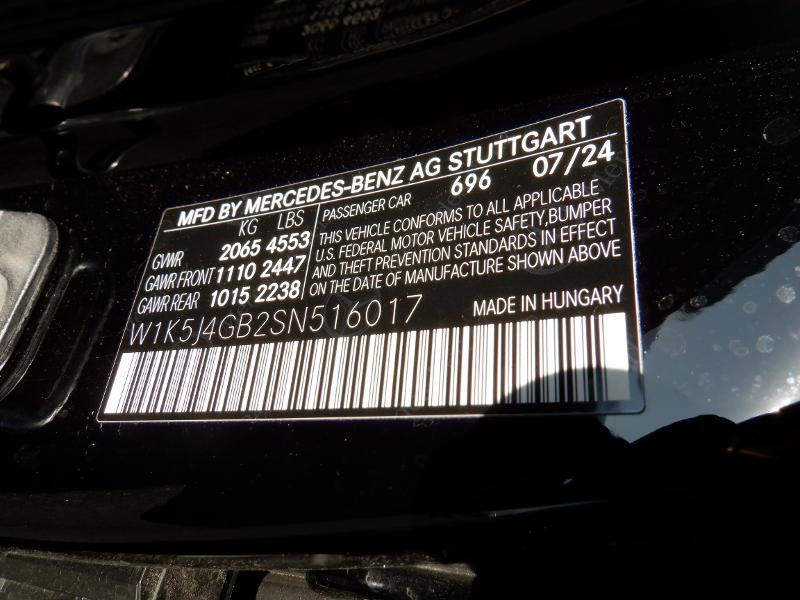 MFD BY MERCEDES-BENZ AG STUTTGART
KG LBS
GWR 2065 4553
GAWR FRONT 1110 2447
GAWR REAR 1015 2238
PASSENGER CAR 696 07/24
THIS VEHICLE CONFORMS TO ALL APPLICABLE
U.S. FEDERAL MOTOR VEHICLE SAFETY, BUMPER
AND THEFT PREVENTION STANDARDS IN EFFECT
ON THE DATE OF MANUFACTURE SHOWN ABOVE
W1K5J4GB2SN516017
MADE IN HUNGARY